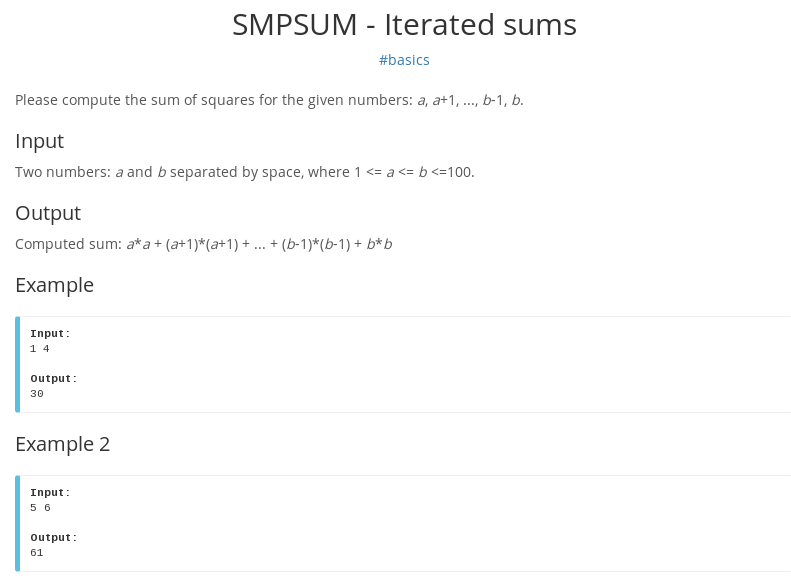 SMPSUM - Iterated sums
#basics
Please compute the sum of squares for the given numbers: a, a+1, ..., b-1, b.
Input
Two numbers: a and b separated by space, where 1 <= a <= b <=100.
Output
Computed sum: a*a + (a+1)*(a+1) + ... + (b-1)*(b-1) + b*b
Example
Input:
1 4
Output:
30
Example 2
Input:
5 6
Output:
61